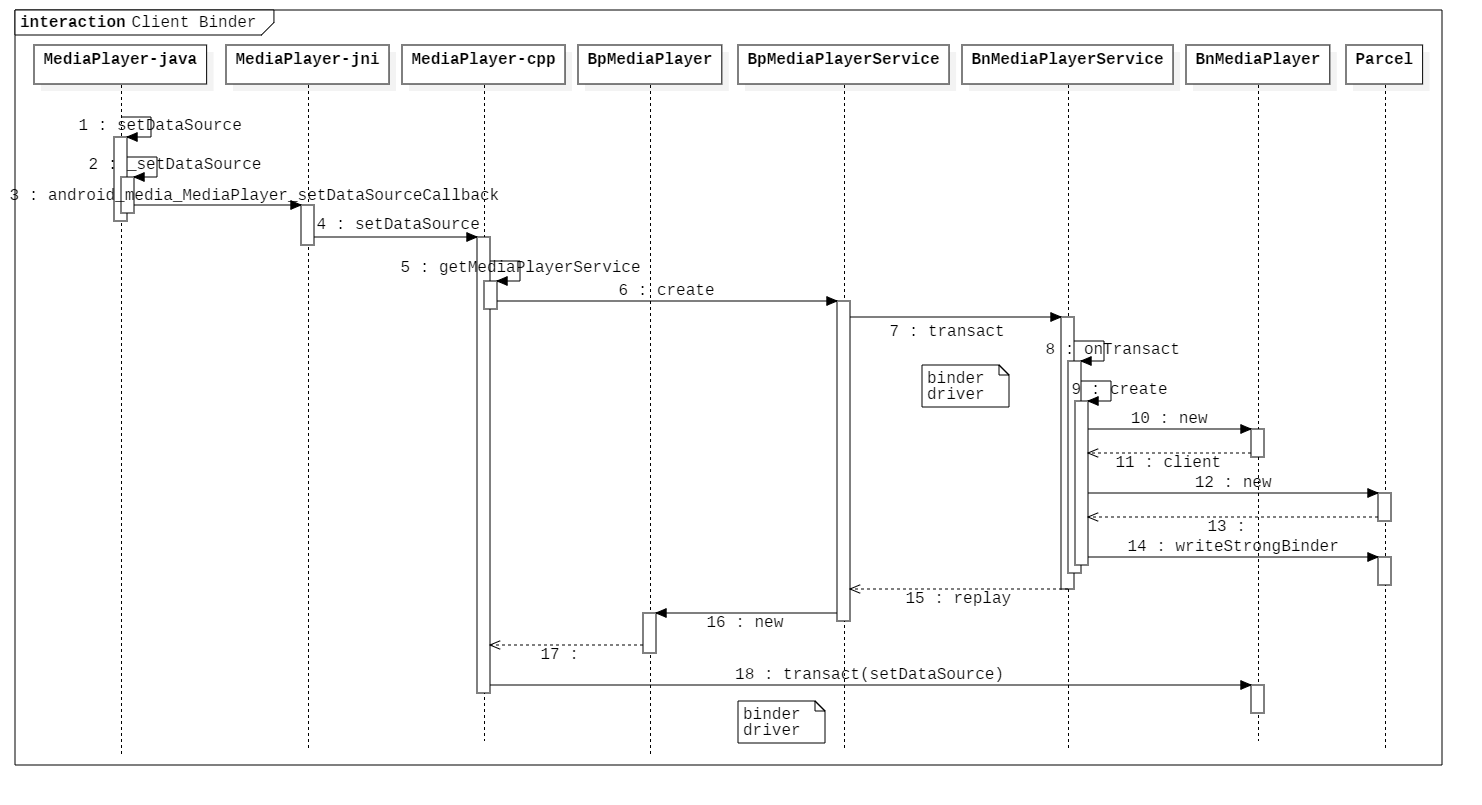 interaction Client Binder
MediaPlayer-java
MediaPlayer-jni
MediaPlayer-cpp
BpMediaPlayer
BpMediaPlayerService
BnMediaPlayerService
BnMediaPlayer
Parcel
1 : setDataSource
2 : _setDataSource
3 : android_media_MediaPlayer_setDataSourceCallback
4 : setDataSource
5 : getMediaPlayerService
6 : create
7 : transact
8 : onTransact
binder
driver
9 : create
10 : new
11 : client
12 : new
13 :
14 : writeStrongBinder
15 : replay
16 : new
17 :
18 : transact(setDataSource)
binder
driver